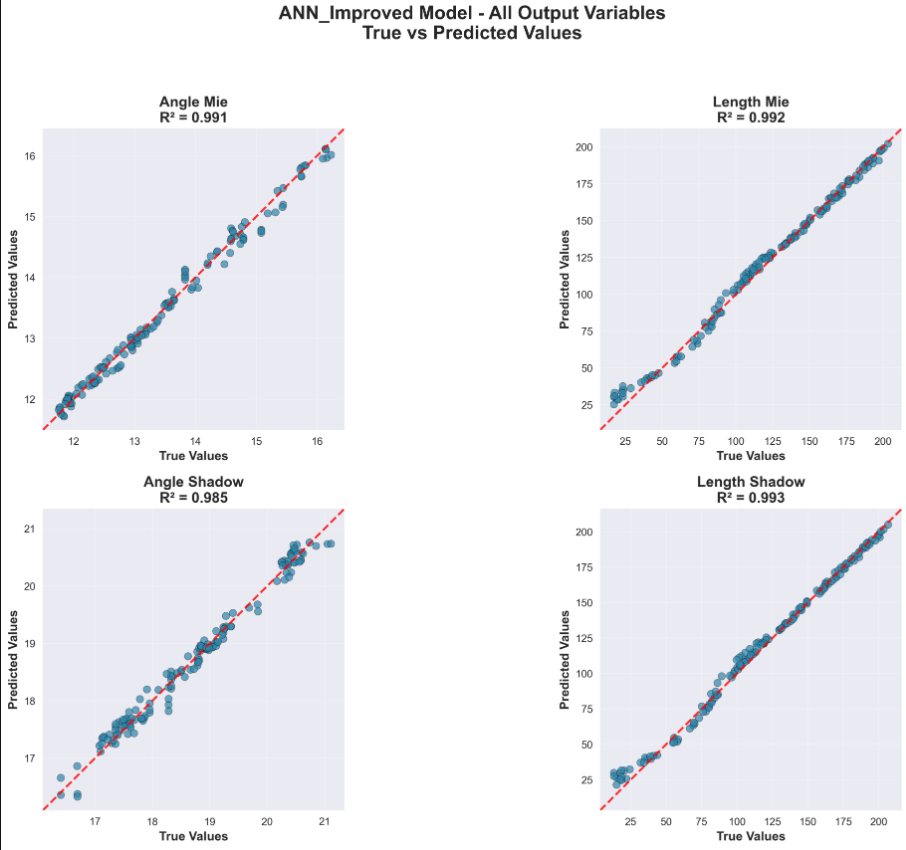 ANN_Improved Model - All Output Variables
True vs Predicted Values
Angle Mie
R² = 0.991
16
15
14
13
12
Predicted Values
12 13 14 15 16
True Values
Length Mie
R² = 0.992
200
175
150
125
100
75
50
25
Predicted Values
25 50 75 100 125 150 175 200
True Values
Angle Shadow
R² = 0.985
21
20
19
18
17
Predicted Values
17 18 19 20 21
True Values
Length Shadow
R² = 0.993
200
175
150
125
100
75
50
25
Predicted Values
25 50 75 100 125 150 175 200
True Values